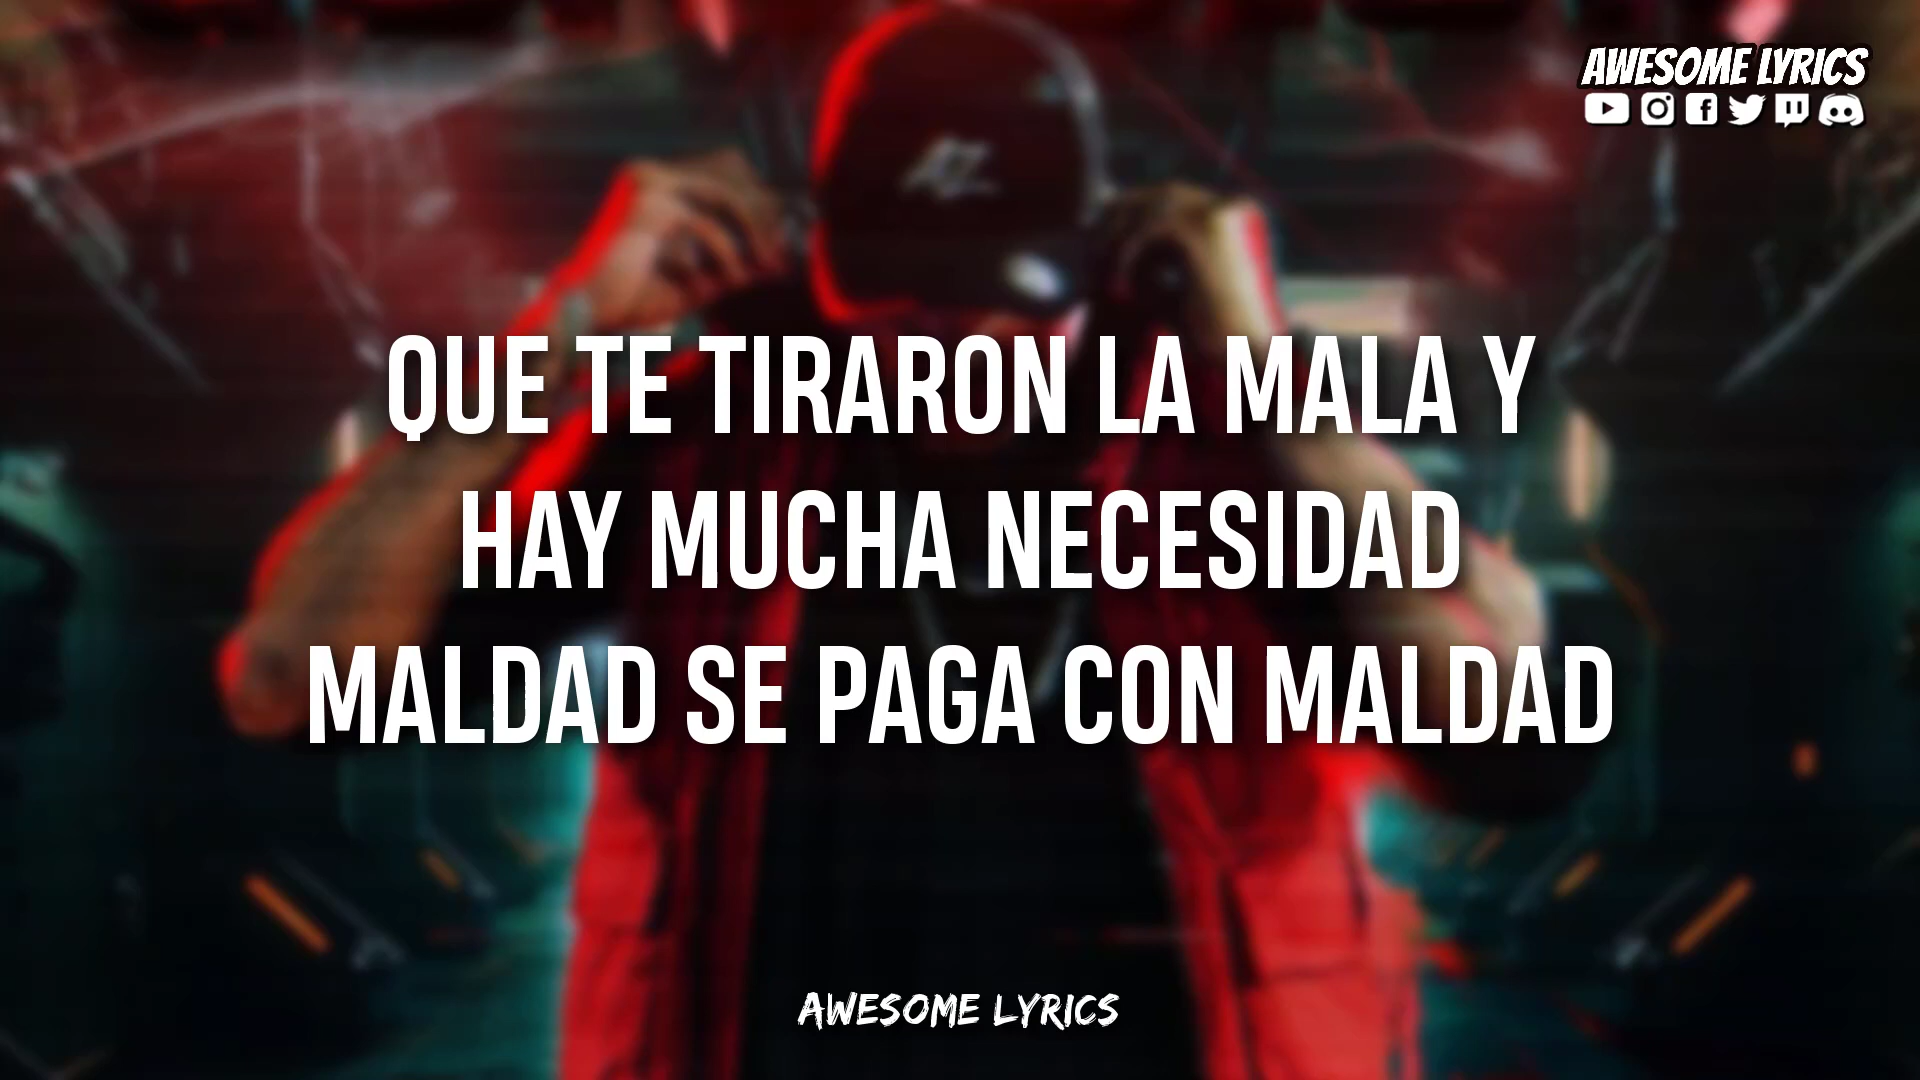 AWESOME LYRICS
QUE TE TIRARON LA MALA Y
HAY MUCHA NECESIDAD
MALDAD SE PAGA CON MALDAD
AWESOME LYRICS